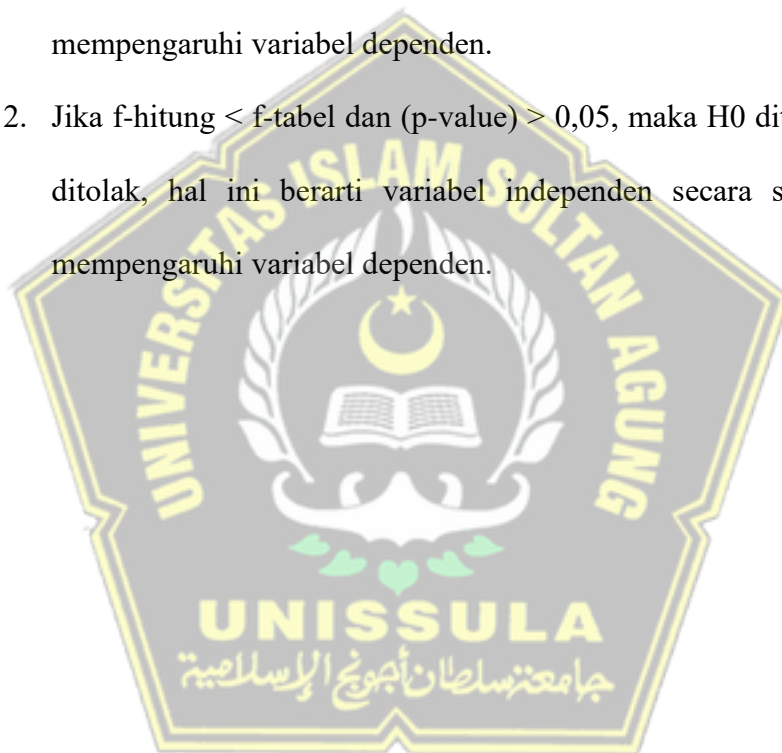 mempengaruhi variabel dependen.
2. Jika f-hitung < f-tabel dan (p-value) > 0,05, maka H0
ditolak, hal ini berarti variabel independen secara
mempengaruhi variabel dependen.
UNIVERSITAS ISLAM SULTAN AGUNG
UNISSULA
جامعة سلطان أجونج الإسلامية